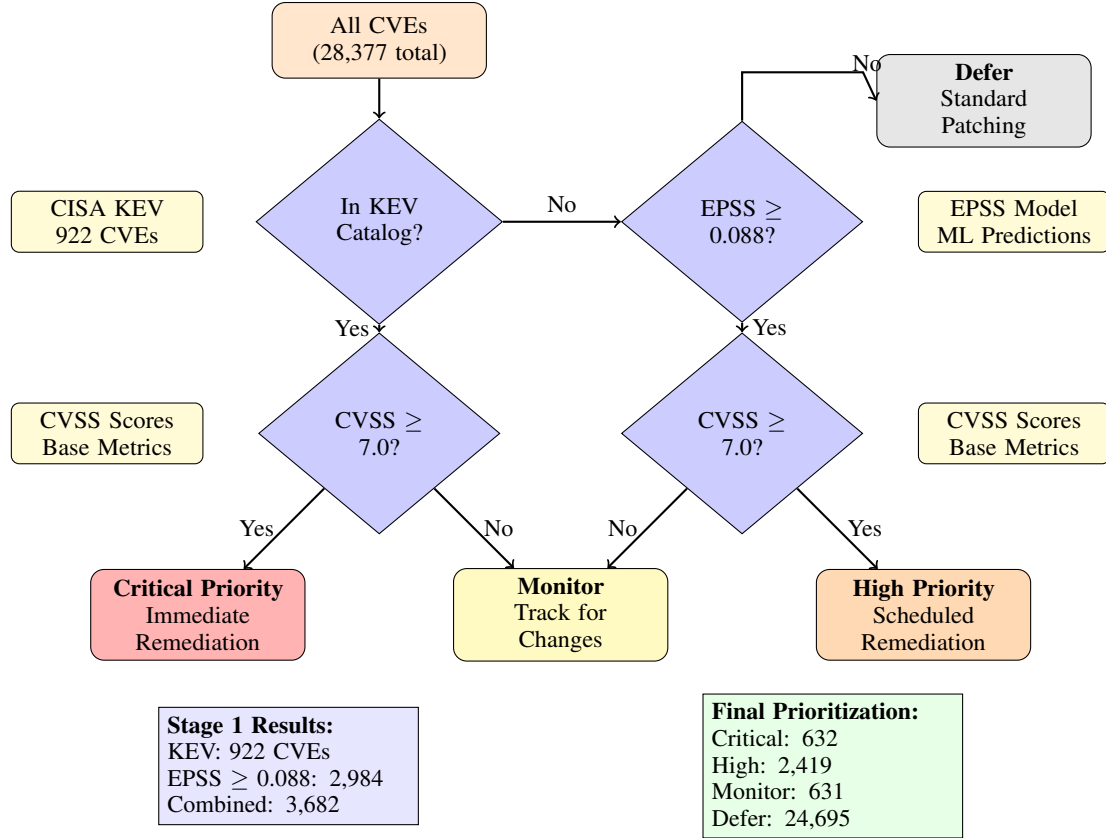 All CVEs
(28,377 total)
No
Defer
Standard
Patching
CISA KEV
922 CVEs
In KEV
Catalog?
No
EPSS ≥
0.088?
EPSS Model
ML Predictions
Yes
Yes
CVSS Scores
Base Metrics
CVSS ≥
7.0?
CVSS ≥
7.0?
CVSS Scores
Base Metrics
Yes
No
No
Yes
Critical Priority
Immediate
Remediation
Monitor
Track for
Changes
High Priority
Scheduled
Remediation
Stage 1 Results:
KEV: 922 CVEs
EPSS ≥ 0.088: 2,984
Combined: 3,682
Final Prioritization:
Critical: 632
High: 2,419
Monitor: 631
Defer: 24,695